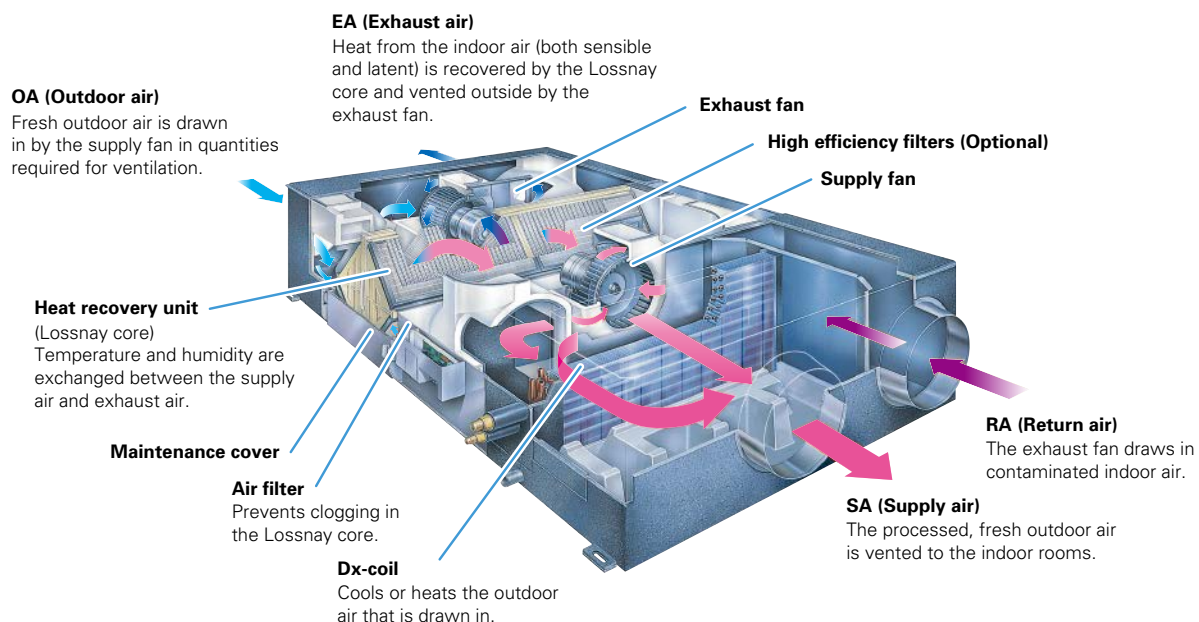 EA (Exhaust air)
Heat from the indoor air (both sensible
and latent) is recovered by the Lossnay
core and vented outside by the
exhaust fan.
OA (Outdoor air)
Fresh outdoor air is drawn
in by the supply fan in quantities
required for ventilation.
Exhaust fan
High efficiency filters (Optional)
Supply fan
Heat recovery unit
(Lossnay core)
Temperature and humidity are
exchanged between the supply
air and exhaust air.
Maintenance cover
Air filter
Prevents clogging in
the Lossnay core.
Dx-coil
Cools or heats the outdoor
air that is drawn in.
RA (Return air)
The exhaust fan draws in
contaminated indoor air.
SA (Supply air)
The processed, fresh outdoor air
is vented to the indoor rooms.